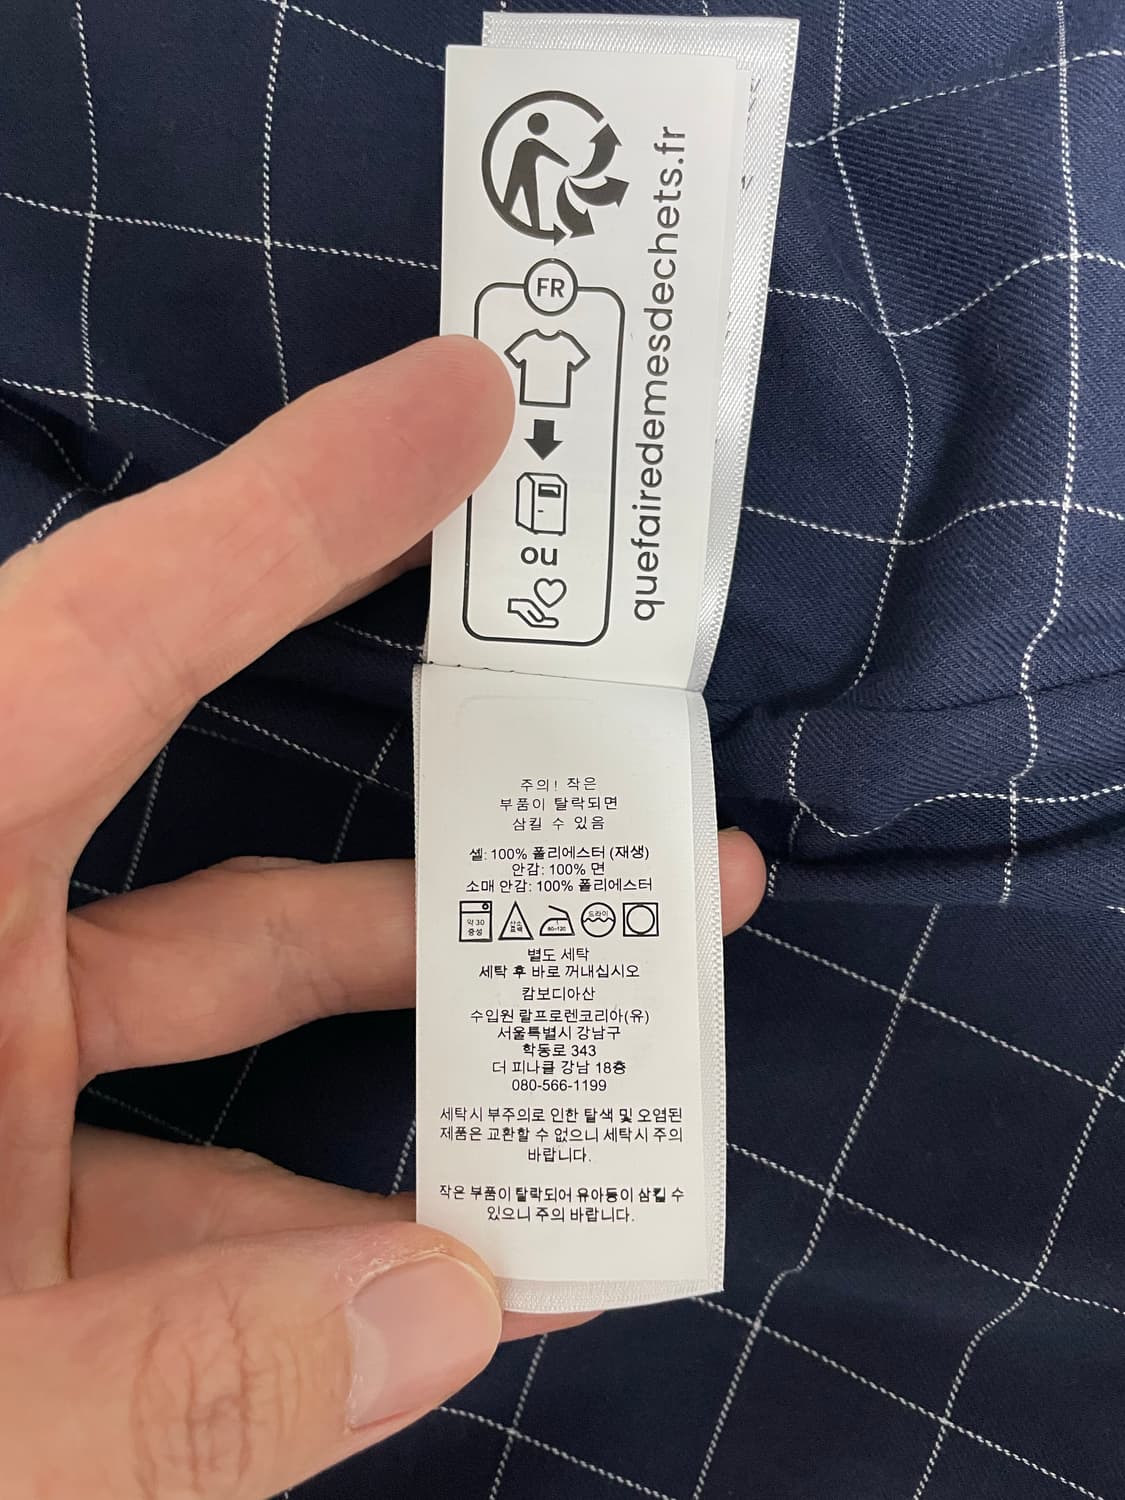 FR
ou
quefairedemesdechets.fr
주의! 작은
부품이 탈락되면
삼킬 수 있음
셸: 100% 폴리에스터 (재생)
안감: 100% 면
소매 안감: 100% 폴리에스터
약 30
중성
산소
표백
80~120
드라이
별도 세탁
세탁 후 바로 꺼내십시오
캄보디아산
수입원 랄프로렌코리아(유)
서울특별시 강남구
학동로 343
더 피나클 강남 18층
080-566-1199
세탁시 부주의로 인한 탈색 및 오염된
제품은 교환할 수 없으니 세탁시 주의
바랍니다.
작은 부품이 탈락되어 유아등이 삼킬 수
있으니 주의 바랍니다.